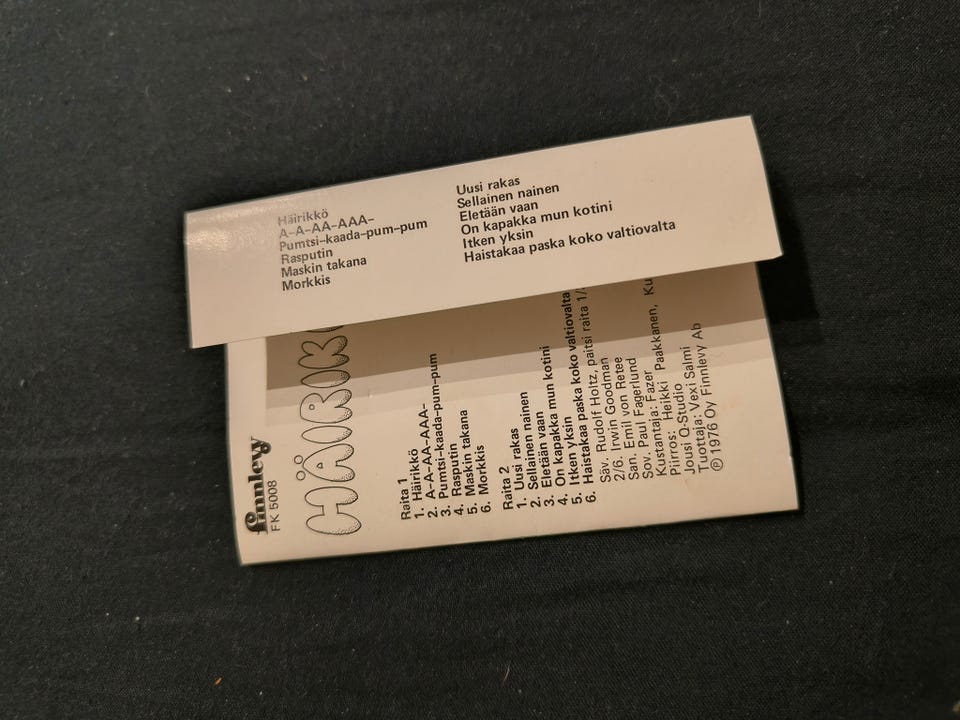 Häirikkö
A-A-AA-AAA-
Pumtsi-kaada-pum-pum
Rasputin
Maskin takana
Morkkis
Uusi rakas
Sellainen nainen
Eletään vaan
On kapakka mun kotini
Itken yksin
Haistakaa paska koko valtiovalta
finnlevy
FK 5008
HÄIRIK
Raita 1
1. Häirikkö
2. A-A-AA-AAA-
3. Pumtsi-kaada-pum-pum
4. Rasputin
5. Maskin takana
6. Morkkis
Raita 2
1. Uusi rakas
2. Sellainen nainen
3. Eletään vaan
4. On kapakka mun kotini
5. Itken yksin
6. Haistakaa paska koko valtiovalta
Säv. Rudolf Holtz, paitsi raita 1/
2/6. Irwin Goodman
San. Emil von Retee
Sov. Paul Fagerlund
Kustantaja: Fazer
Piirros: Heikki Paakkanen, Ku
Jousi Q-Studio
Tuottaja: Vexi Salmi
℗ 1976 Oy Finnlevy Ab